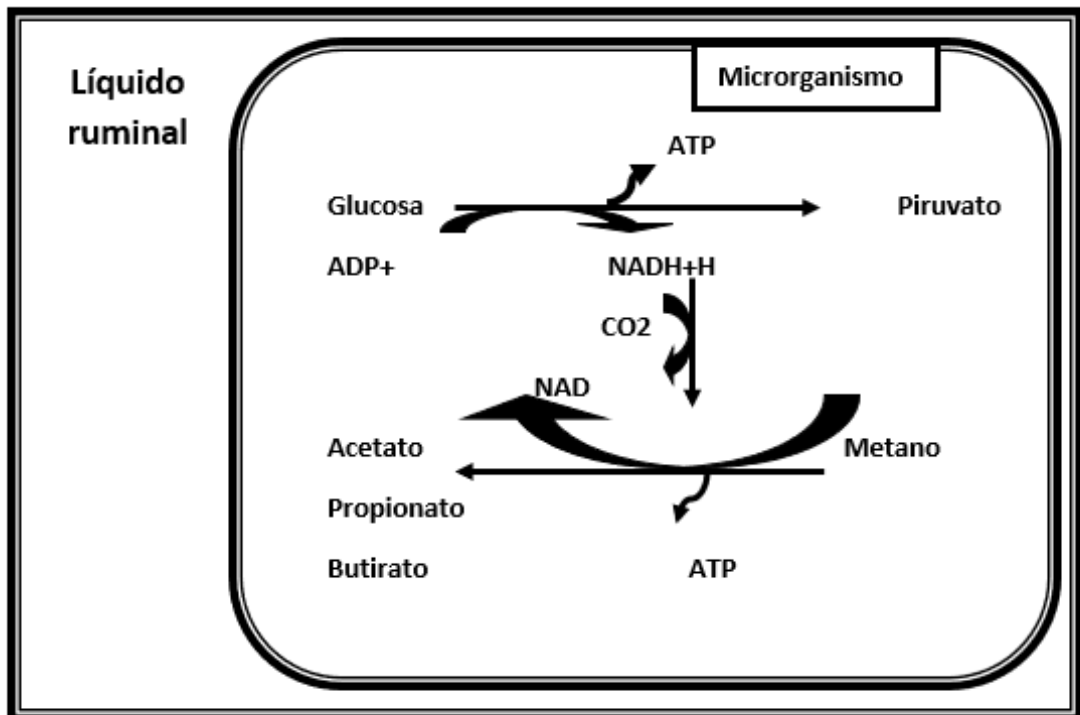 Líquido
ruminal
Microrganismo
ATP
Glucosa
Piruvato
ADP+
NADH+H
CO2
NAD
Acetato
Metano
Propionato
Butirato
ATP